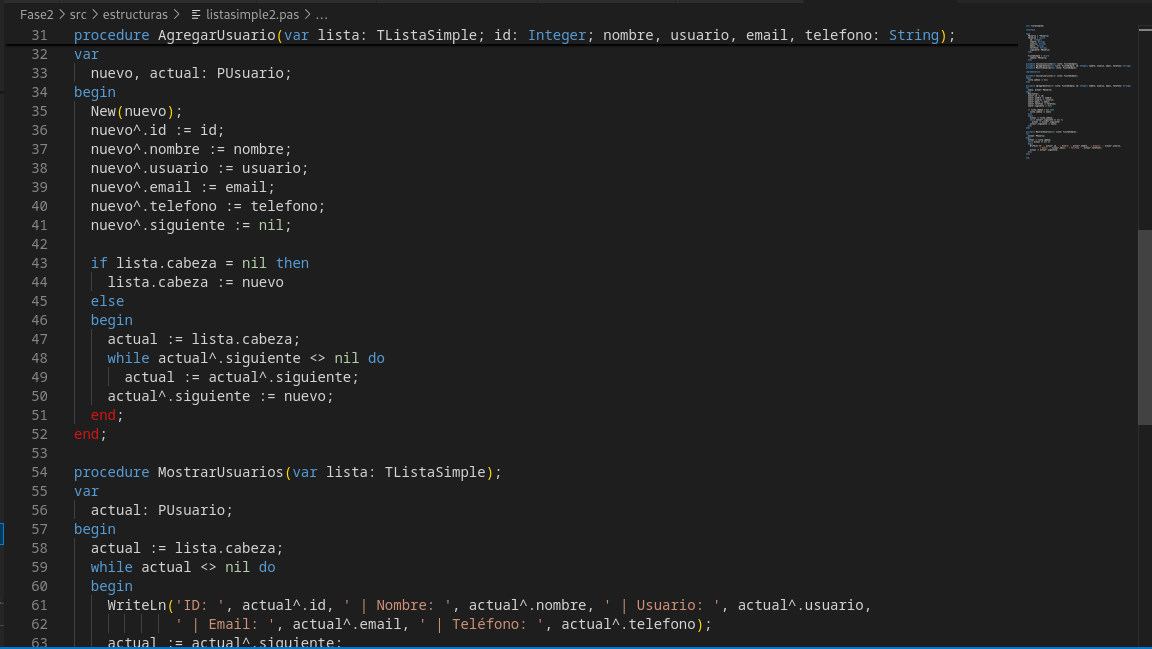 Fase2 > src > estructuras > listasimple2.pas > ...
31 procedure AgregarUsuario(var lista: TListaSimple; id: Integer; nombre, usuario, email, telefono: String);
32 var
33   nuevo, actual: PUsuario;
34 begin
35   New(nuevo);
36   nuevo^.id := id;
37   nuevo^.nombre := nombre;
38   nuevo^.usuario := usuario;
39   nuevo^.email := email;
40   nuevo^.telefono := telefono;
41   nuevo^.siguiente := nil;
42
43   if lista.cabeza = nil then
44     lista.cabeza := nuevo
45   else
46   begin
47     actual := lista.cabeza;
48     while actual^.siguiente <> nil do
49       actual := actual^.siguiente;
50     actual^.siguiente := nuevo;
51   end;
52 end;
53
54 procedure MostrarUsuarios(var lista: TListaSimple);
55 var
56   actual: PUsuario;
57 begin
58   actual := lista.cabeza;
59   while actual <> nil do
60   begin
61     WriteLn('ID: ', actual^.id, ' | Nombre: ', actual^.nombre, ' | Usuario: ', actual^.usuario,
62             ' | Email: ', actual^.email, ' | Teléfono: ', actual^.telefono);
63     actual := actual^.siguiente;